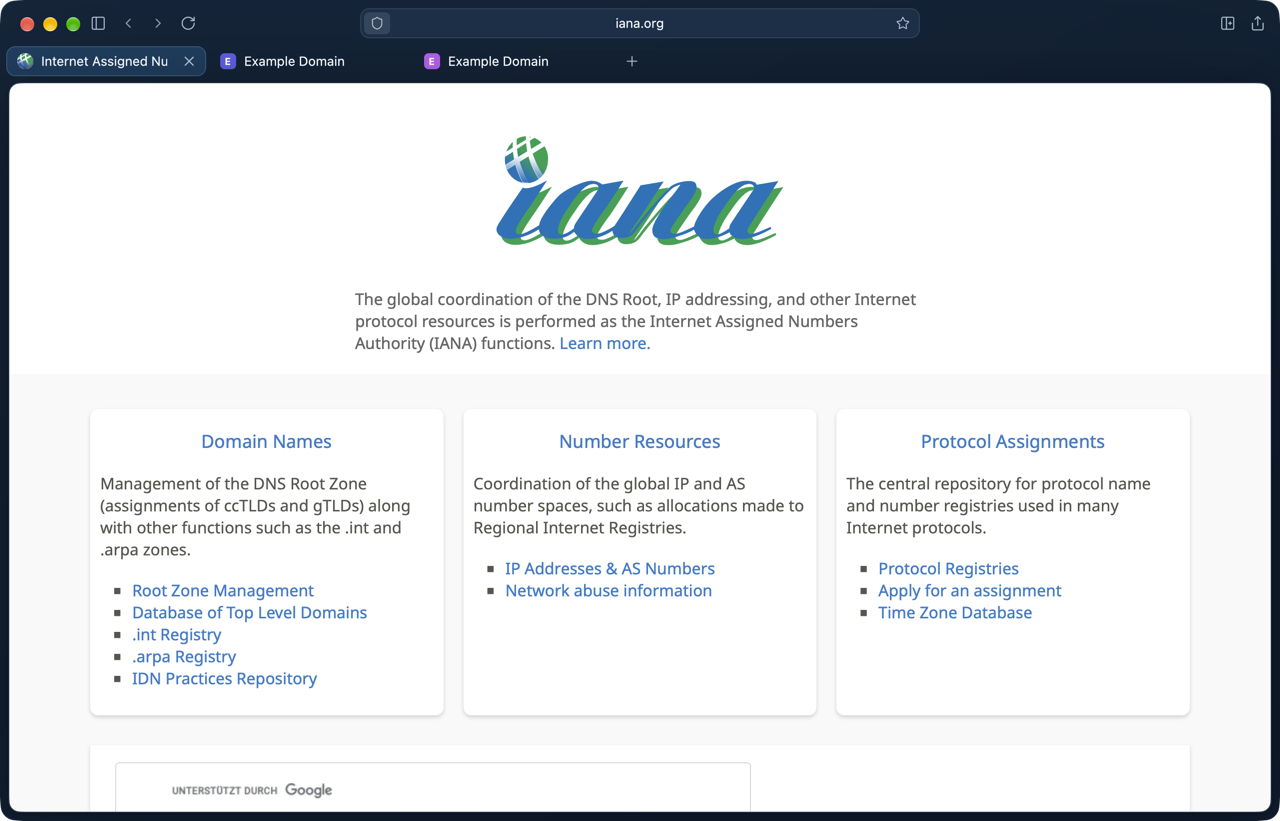 iana.org
Internet Assigned Nu
E Example Domain
E Example Domain
iana
The global coordination of the DNS Root, IP addressing, and other Internet
protocol resources is performed as the Internet Assigned Numbers
Authority (IANA) functions. Learn more.
Domain Names
Management of the DNS Root Zone
(assignments of ccTLDs and gTLDs) along
with other functions such as the .int and
.arpa zones.
Root Zone Management
Database of Top Level Domains
.int Registry
.arpa Registry
IDN Practices Repository
Number Resources
Coordination of the global IP and AS
number spaces, such as allocations made to
Regional Internet Registries.
IP Addresses & AS Numbers
Network abuse information
Protocol Assignments
The central repository for protocol name
and number registries used in many
Internet protocols.
Protocol Registries
Apply for an assignment
Time Zone Database
UNTERSTÜTZT DURCH Google